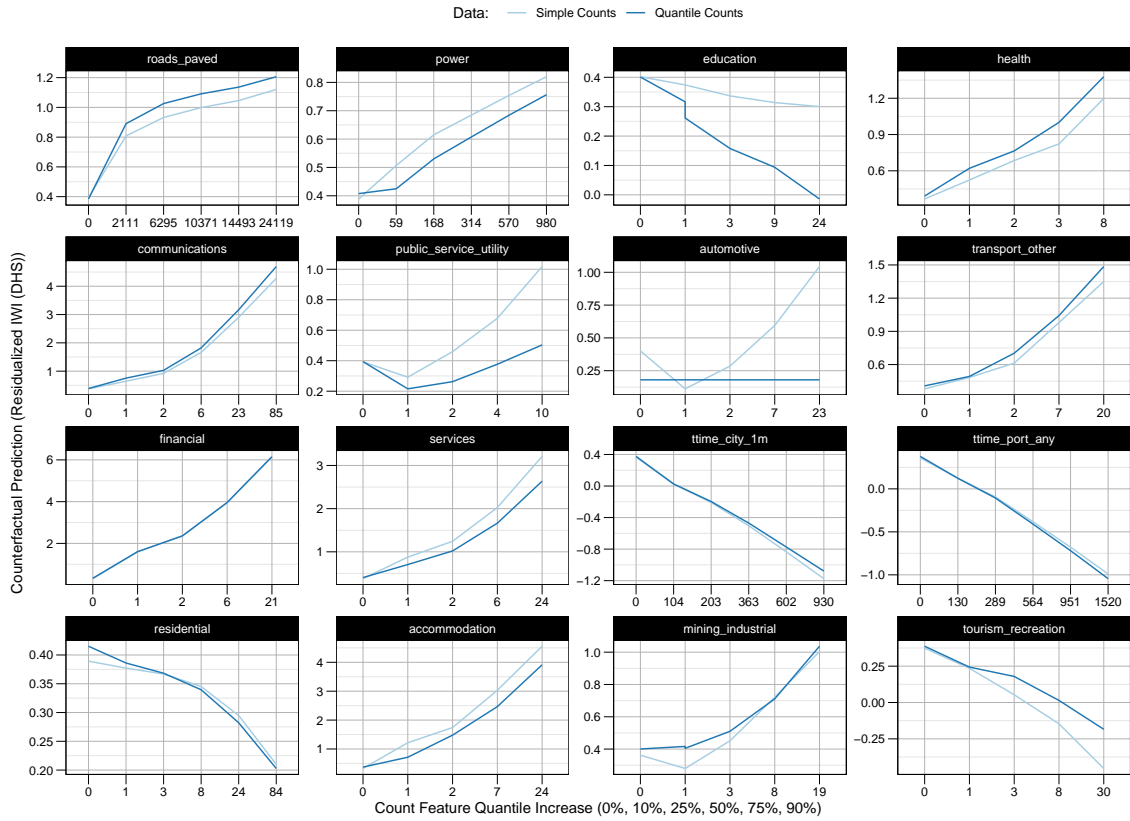 Data: Simple Counts Quantile Counts
Counterfactual Prediction (Residualized IWI (DHS))
roads_paved
1.2
1.0
0.8
0.6
0.4
0 2111 6295 10371 14493 24119
power
0.8
0.7
0.6
0.5
0.4
0 59 168 314 570 980
education
0.4
0.3
0.2
0.1
0.0
0 1 3 9 24
health
1.2
0.9
0.6
0 1 2 3 8
communications
4
3
2
1
0 1 2 6 23 85
public_service_utility
1.0
0.8
0.6
0.4
0.2
0 1 2 4 10
automotive
1.00
0.75
0.50
0.25
0 1 2 7 23
transport_other
1.5
1.2
0.9
0.6
0 1 2 7 20
financial
6
4
2
0 1 2 6 21
services
3
2
1
0 1 2 6 24
ttime_city_1m
0.4
0.0
−0.4
−0.8
−1.2
0 104 203 363 602 930
ttime_port_any
0.0
−0.5
−1.0
0 130 289 564 951 1520
residential
0.40
0.35
0.30
0.25
0.20
0 1 3 8 24 84
accommodation
4
3
2
1
0 1 2 7 24
mining_industrial
1.0
0.8
0.6
0.4
0 1 3 8 19
tourism_recreation
0.25
0.00
−0.25
0 1 3 8 30
Count Feature Quantile Increase (0%, 10%, 25%, 50%, 75%, 90%)